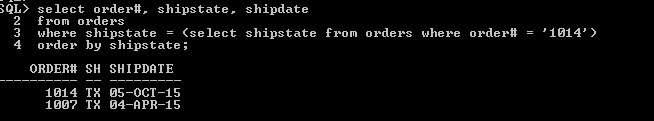 SQL> select order#, shipstate, shipdate
2 from orders
3 where shipstate = (select shipstate from orders where order# = '1014')
4 order by shipstate;
ORDER# SH SHIPDATE
---------- -- ---------
1014 TX 05-OCT-15
1007 TX 04-APR-15